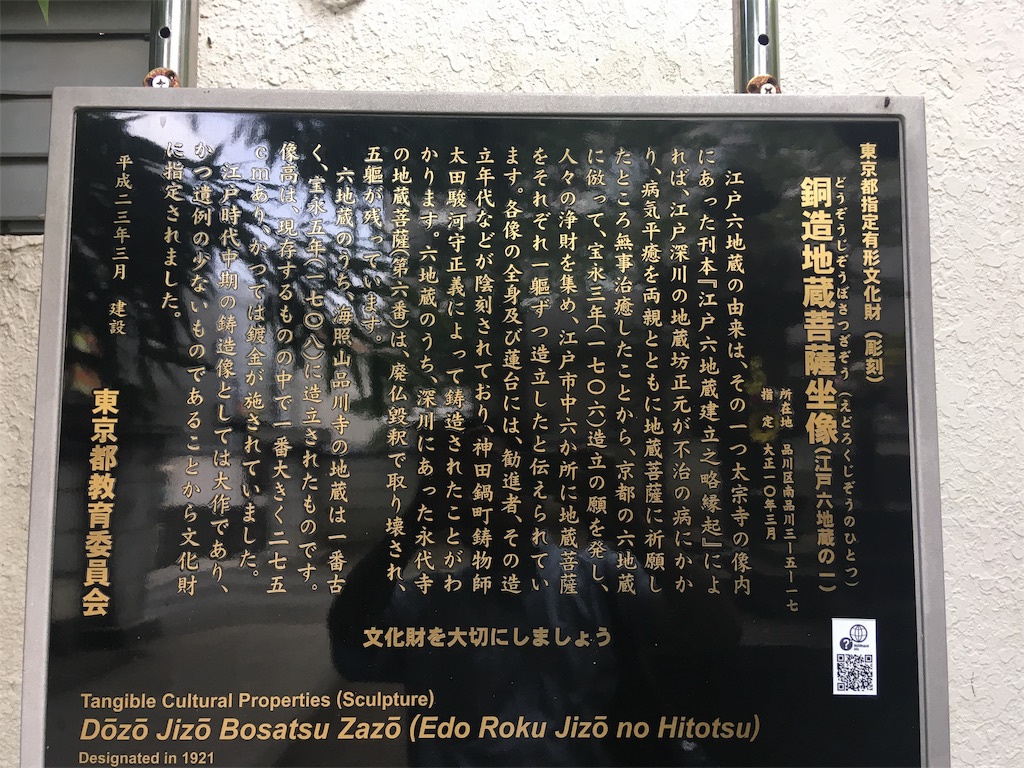 東京都指定有形文化財（彫刻）
どうぞうじぞうぼさつざぞう（えどろくじぞうのひとつ）
銅造地蔵菩薩坐像（江戸六地蔵の一）
所在地　品川区南品川三ー五ー一七
指　定　大正一〇年三月
江戸六地蔵の由来は、その一つ太宗寺の像内
にあった刊本『江戸六地蔵建立之略縁起』によ
れば、江戸深川の地蔵坊正元が不治の病にかか
り、病気平癒を両親とともに地蔵菩薩に祈願し
たところ無事治癒したことから、京都の六地蔵
に倣って、宝永三年（一七〇六）造立の願を発し、
人々の浄財を集め、江戸市中六か所に地蔵菩薩
をそれぞれ一軀ずつ造立したと伝えられてい
ます。各像の全身及び蓮台には、勧進者、その造
立年代などが陰刻されており、神田鍋町鋳物師
太田駿河守正義によって鋳造されたことがわ
かります。六地蔵のうち、深川にあった永代寺
の地蔵菩薩（第六番）は、廃仏毀釈で取り壊され、
五軀が残っています。
六地蔵のうち、海照山品川寺の地蔵は一番古
く、宝永五年（一七〇八）に造立されたものです。
像高は、現存するものの中で一番大きく二七五
cmあり、かつては鍍金が施されていました。
江戸時代中期の鋳造像としては大作であり、
かつ遺例の少ないものであることから文化財
に指定されました。
平成二三年三月　建設
東京都教育委員会
文化財を大切にしましょう
Tangible Cultural Properties (Sculpture)
Dōzō Jizō Bosatsu Zazō (Edo Roku Jizō no Hitotsu)
Designated in 1921